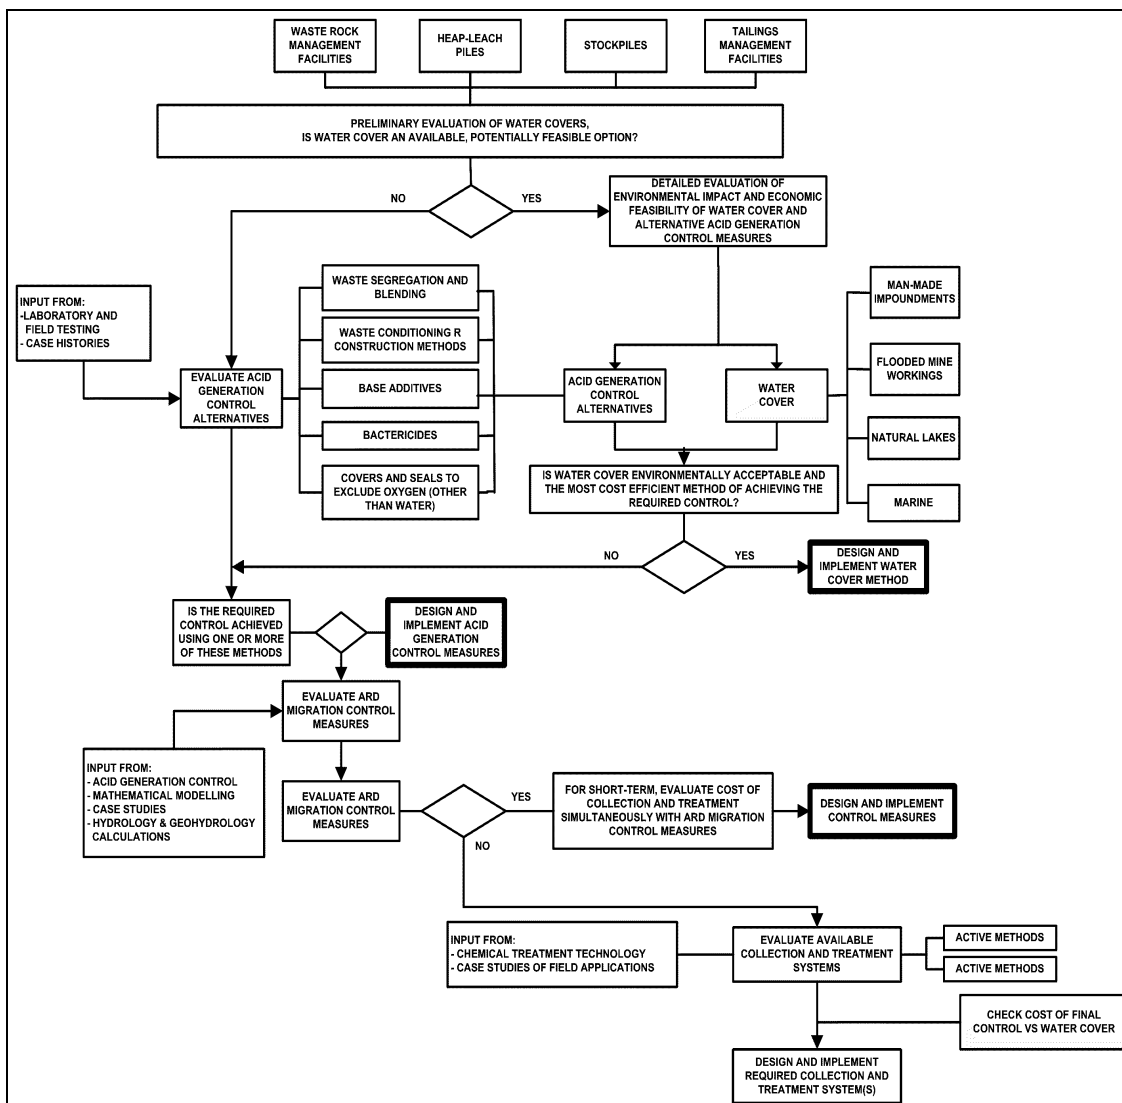 WASTE ROCK
MANAGEMENT
FACILITIES
HEAP-LEACH
PILES
STOCKPILES
TAILINGS
MANAGEMENT
FACILITIES
PRELIMINARY EVALUATION OF WATER COVERS,
IS WATER COVER AN AVAILABLE, POTENTIALLY FEASIBLE OPTION?
NO
YES
DETAILED EVALUATION OF
ENVIRONMENTAL IMPACT AND ECONOMIC
FEASIBILITY OF WATER COVER AND
ALTERNATIVE ACID GENERATION
CONTROL MEASURES
INPUT FROM:
-LABORATORY AND
FIELD TESTING
- CASE HISTORIES
EVALUATE ACID
GENERATION
CONTROL
ALTERNATIVES
WASTE SEGREGATION AND
BLENDING
WASTE CONDITIONING R
CONSTRUCTION METHODS
BASE ADDITIVES
BACTERICIDES
COVERS AND SEALS TO
EXCLUDE OXYGEN (OTHER
THAN WATER)
ACID GENERATION
CONTROL
ALTERNATIVES
WATER
COVER
MAN-MADE
IMPOUNDMENTS
FLOODED MINE
WORKINGS
NATURAL LAKES
MARINE
IS WATER COVER ENVIRONMENTALLY ACCEPTABLE AND
THE MOST COST EFFICIENT METHOD OF ACHIEVING THE
REQUIRED CONTROL?
NO
YES
DESIGN AND
IMPLEMENT WATER
COVER METHOD
IS THE REQUIRED
CONTROL ACHIEVED
USING ONE OR MORE
OF THESE METHODS
DESIGN AND
IMPLEMENT ACID
GENERATION
CONTROL MEASURES
EVALUATE ARD
MIGRATION CONTROL
MEASURES
INPUT FROM:
- ACID GENERATION CONTROL
- MATHEMATICAL MODELLING
- CASE STUDIES
- HYDROLOGY & GEOHYDROLOGY
CALCULATIONS
EVALUATE ARD
MIGRATION CONTROL
MEASURES
YES
NO
FOR SHORT-TERM, EVALUATE COST OF
COLLECTION AND TREATMENT
SIMULTANEOUSLY WITH ARD MIGRATION
CONTROL MEASURES
DESIGN AND IMPLEMENT
CONTROL MEASURES
INPUT FROM:
- CHEMICAL TREATMENT TECHNOLOGY
- CASE STUDIES OF FIELD APPLICATIONS
EVALUATE AVAILABLE
COLLECTION AND TREATMENT
SYSTEMS
ACTIVE METHODS
ACTIVE METHODS
CHECK COST OF FINAL
CONTROL VS WATER COVER
DESIGN AND IMPLEMENT
REQUIRED COLLECTION AND
TREATMENT SYSTEM(S)